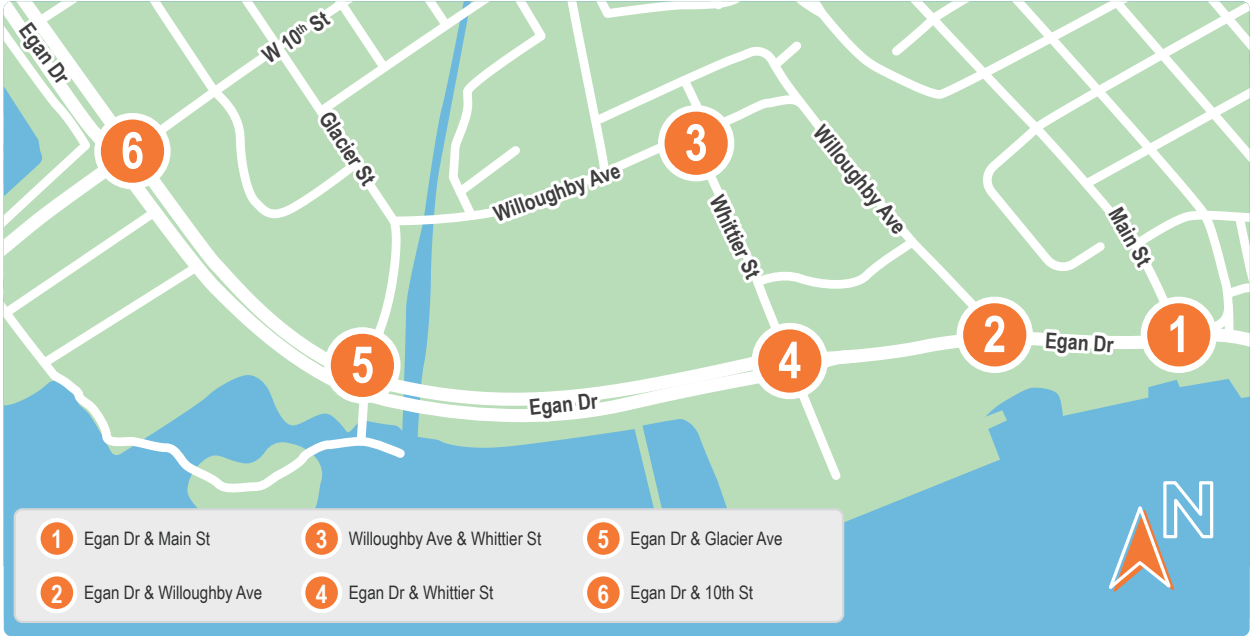 Egan Dr
W 10th St
6
Glacier St
Willoughby Ave
3
Willoughby Ave
Whittier St
Main St
5
4
2
Egan Dr
1
Egan Dr
N
1 Egan Dr & Main St
3 Willoughby Ave & Whittier St
5 Egan Dr & Glacier Ave
2 Egan Dr & Willoughby Ave
4 Egan Dr & Whittier St
6 Egan Dr & 10th St